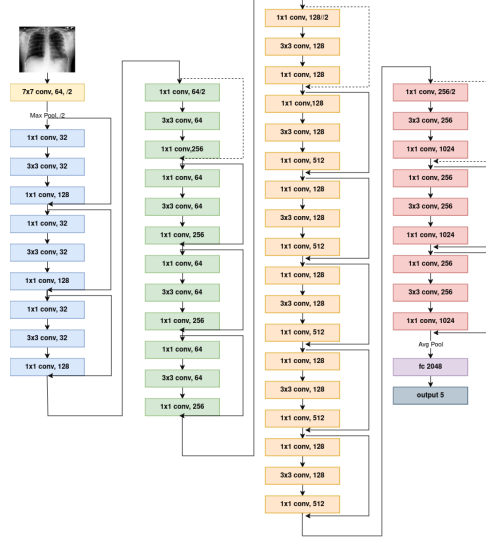 7x7 conv, 64, /2
Max Pool, /2
1x1 conv, 32
3x3 conv, 32
1x1 conv, 128
1x1 conv, 32
3x3 conv, 32
1x1 conv, 128
1x1 conv, 32
3x3 conv, 32
1x1 conv, 128
1x1 conv, 64/2
3x3 conv, 64
1x1 conv,256
1x1 conv, 64
3x3 conv, 64
1x1 conv, 256
1x1 conv, 64
3x3 conv, 64
1x1 conv, 256
1x1 conv, 64
3x3 conv, 64
1x1 conv, 256
1x1 conv, 128//2
3x3 conv, 128
1x1 conv, 128
1x1 conv,128
3x3 conv, 128
1x1 conv, 512
1x1 conv, 128
3x3 conv, 128
1x1 conv, 512
1x1 conv, 128
3x3 conv, 128
1x1 conv, 512
1x1 conv, 128
3x3 conv, 128
1x1 conv, 512
1x1 conv, 128
3x3 conv, 128
1x1 conv, 512
1x1 conv, 256/2
3x3 conv, 256
1x1 conv, 1024
1x1 conv, 256
3x3 conv, 256
1x1 conv, 1024
1x1 conv, 256
3x3 conv, 256
1x1 conv, 1024
Avg Pool
fc 2048
output 5